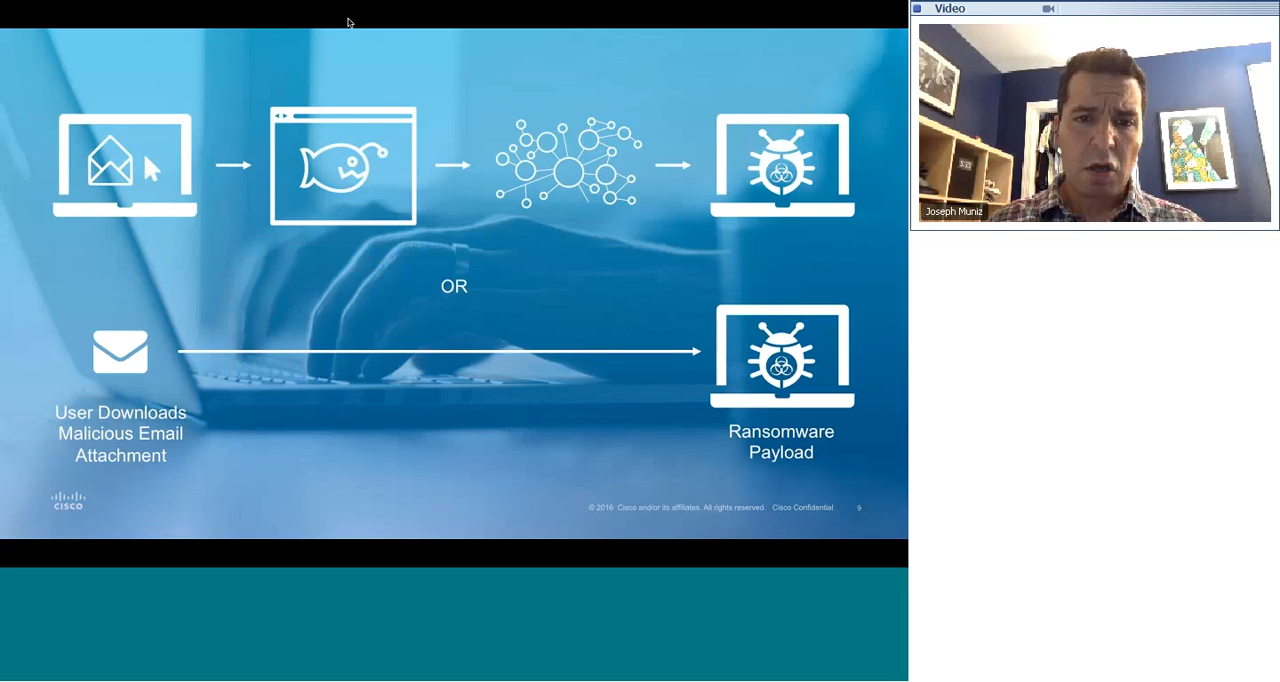 Video
Joseph Muniz
OR
User Downloads
Malicious Email
Attachment
Ransomware
Payload
CISCO
© 2016 Cisco and/or its affiliates. All rights reserved. Cisco Confidential 9